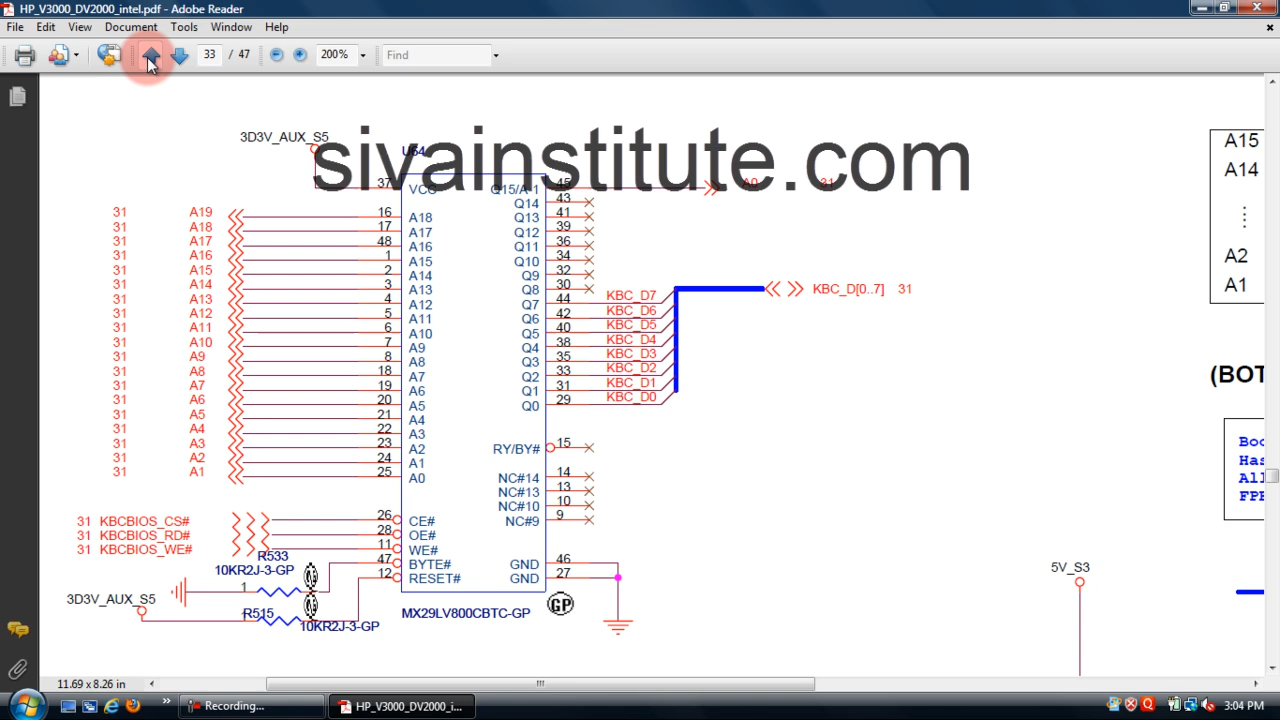 HP_V3000_DV2000_intel.pdf - Adobe Reader
File Edit View Document Tools Window Help
33 / 47 200% Find
3D3V_AUX_S5
sivainstitute.com
U54
37 VCC Q15/A-1 45 A0 31
Q14 43
31 A19 16 A18 Q13 41
31 A18 17 A17 Q12 39
31 A17 48 A16 Q11 36
31 A16 1 A15 Q10 34
31 A15 2 A14 Q9 32
31 A14 3 A13 Q8 30 KBC_D[0..7] 31
31 A13 4 A12 Q7 44 KBC_D7
31 A12 5 A11 Q6 42 KBC_D6
31 A11 6 A10 Q5 40 KBC_D5
31 A10 7 A9 Q4 38 KBC_D4
31 A9 8 A8 Q3 35 KBC_D3
31 A8 18 A7 Q2 33 KBC_D2
31 A7 19 A6 Q1 31 KBC_D1
31 A6 20 A5 Q0 29 KBC_D0
31 A5 21 A4
31 A4 22 A3
31 A3 23 A2 RY/BY# 15
31 A2 24 A1 NC#14 14
31 A1 25 A0 NC#13 13
NC#10 10
NC#9 9
31 KBCBIOS_CS# 26 CE#
31 KBCBIOS_RD# 28 OE#
31 KBCBIOS_WE# 11 WE#
R533 47 BYTE# GND 46
10KR2J-3-GP 12 RESET# GND 27
1
3D3V_AUX_S5
1 R515 MX29LV800CBTC-GP GP
10KR2J-3-GP
A15
A14
A2
A1
(BOT
Boo
Has
All
FPE
5V_S3
11.69 x 8.26 in
Recording... HP_V3000_DV2000_i... 3:04 PM